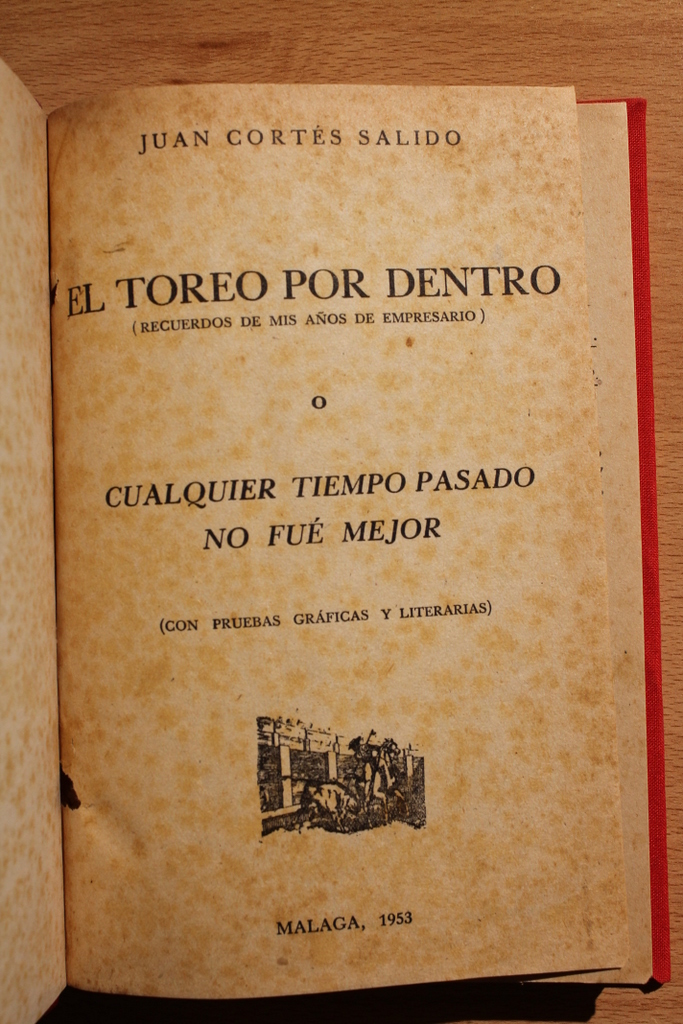 JUAN CORTÉS SALIDO
EL TOREO POR DENTRO
(RECUERDOS DE MIS AÑOS DE EMPRESARIO)
O
CUALQUIER TIEMPO PASADO
NO FUÉ MEJOR
(CON PRUEBAS GRÁFICAS Y LITERARIAS)
MALAGA, 1953